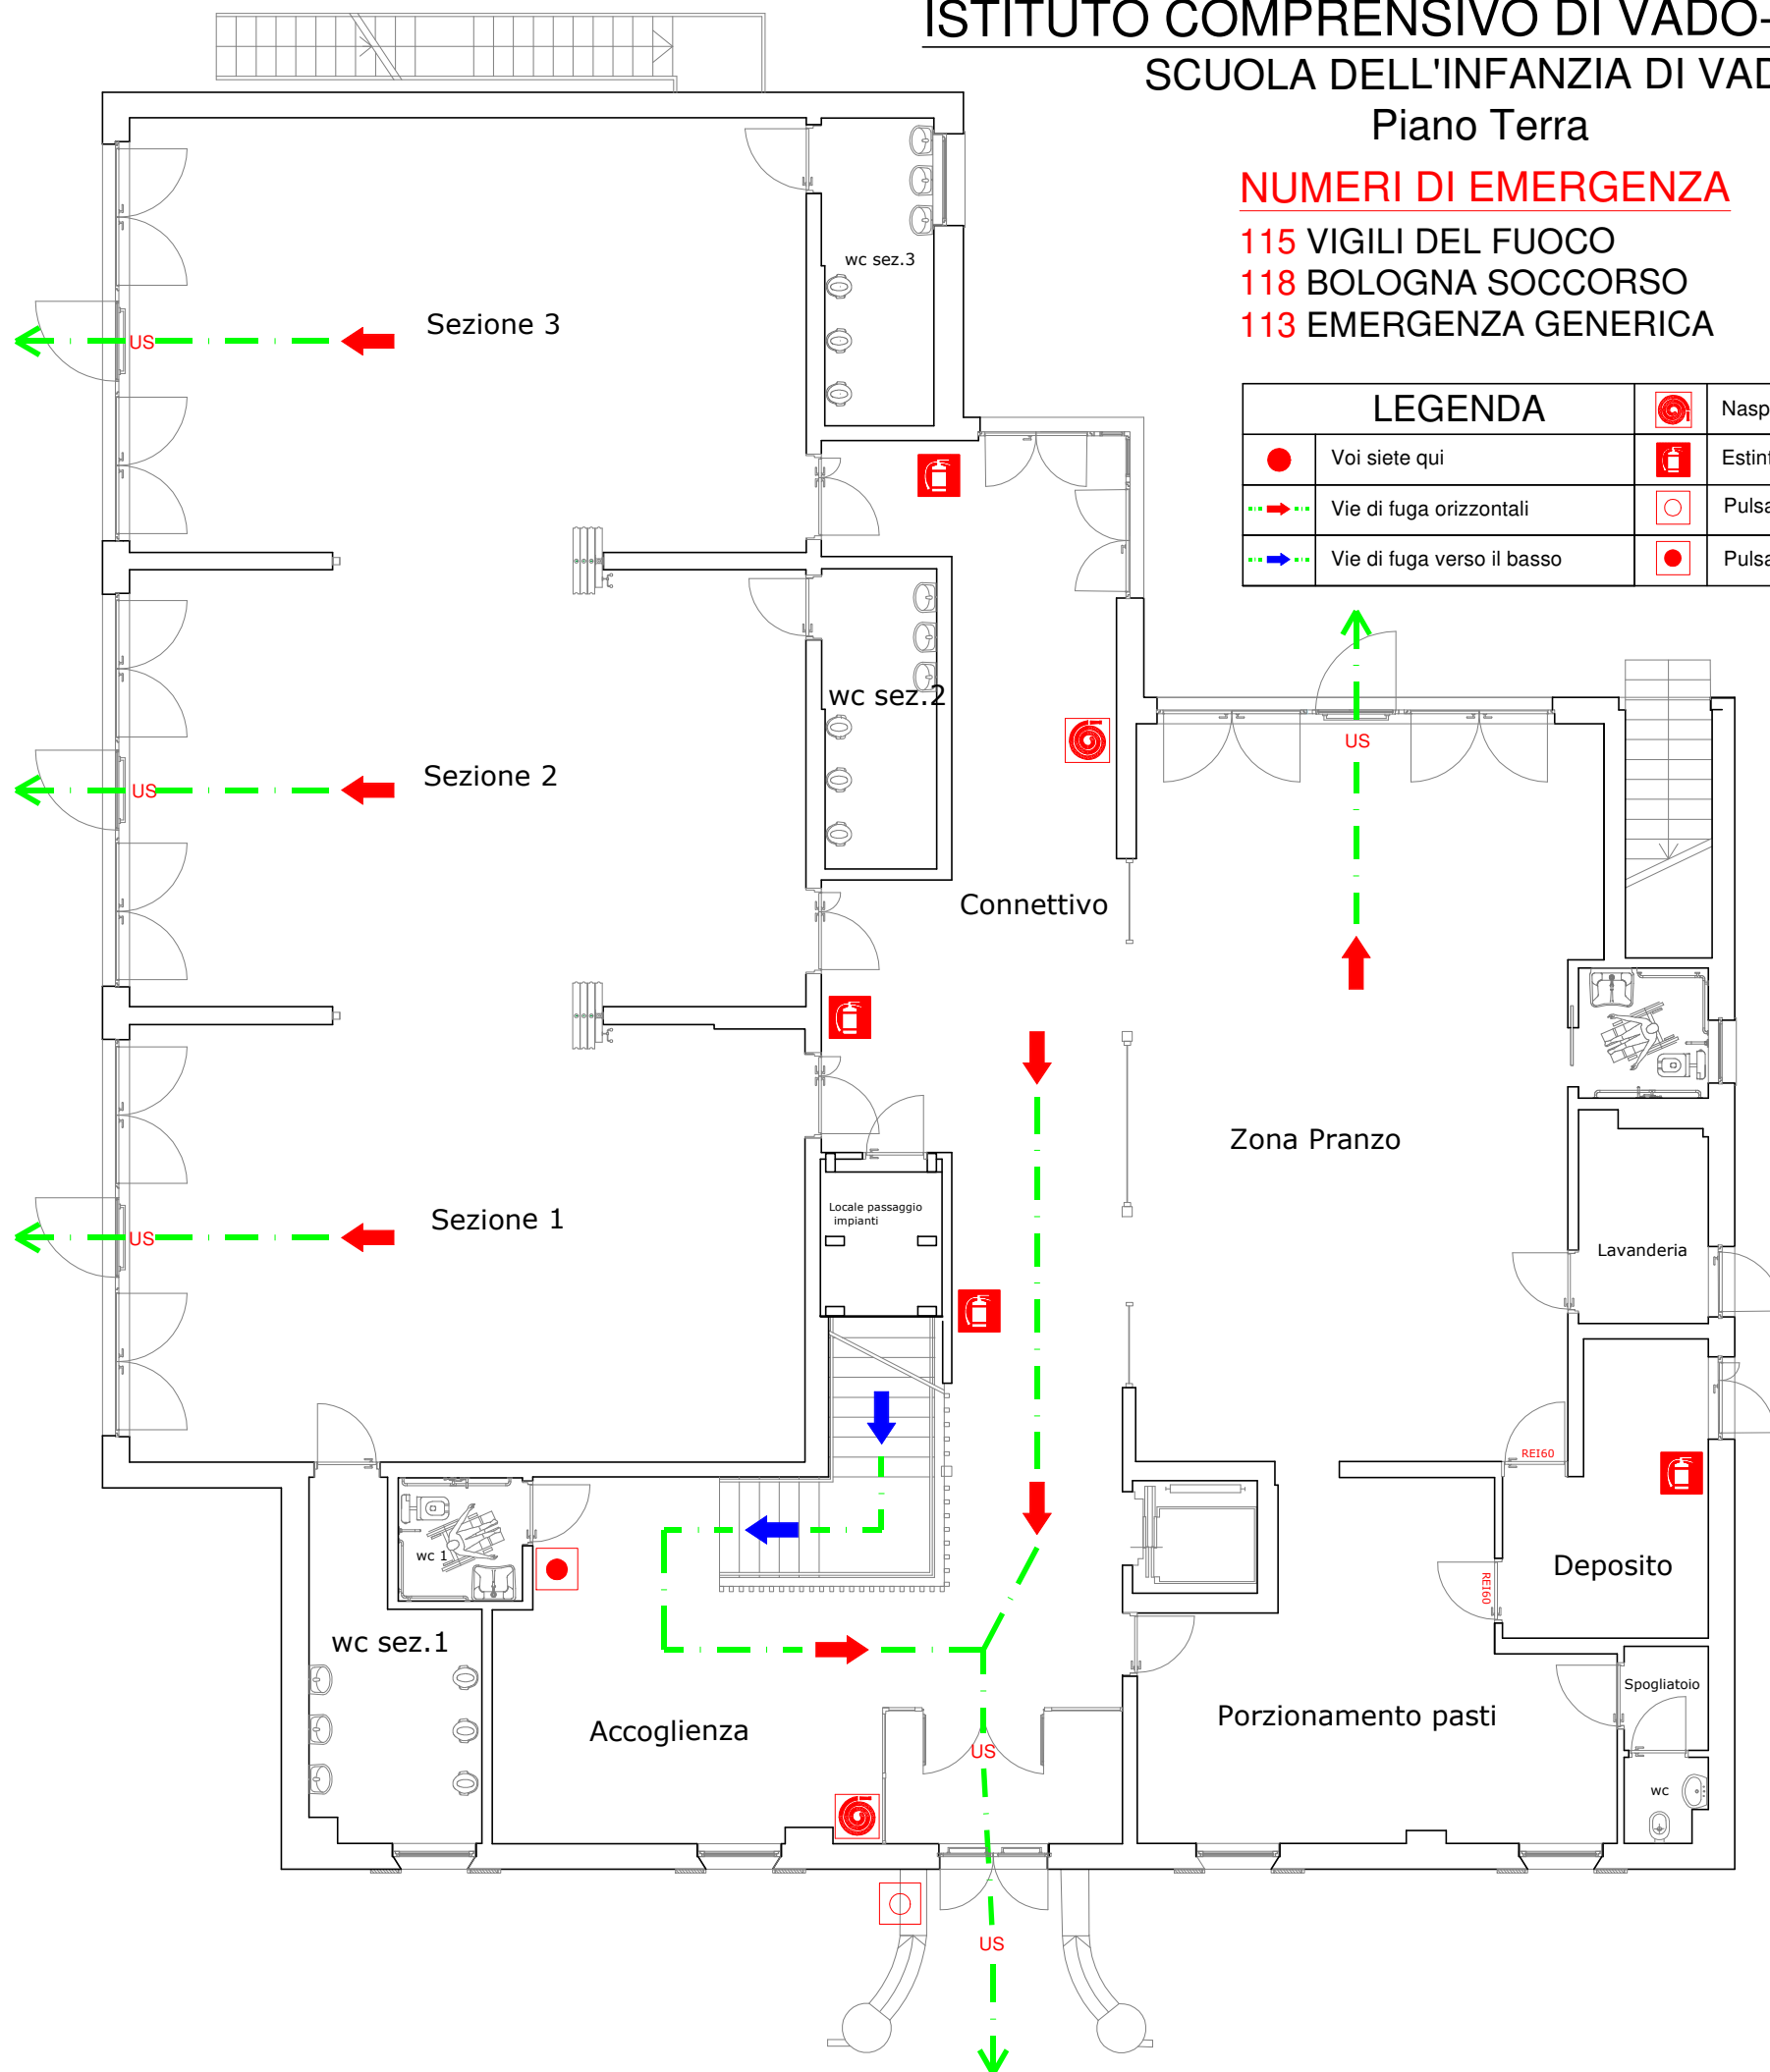 ISTITUTO COMPRENSIVO DI VADO-
SCUOLA DELL'INFANZIA DI VAD
Piano Terra
NUMERI DI EMERGENZA
115 VIGILI DEL FUOCO
118 BOLOGNA SOCCORSO
113 EMERGENZA GENERICA
LEGENDA
Nasp
Voi siete qui
Estint
Vie di fuga orizzontali
Pulsa
Vie di fuga verso il basso
Pulsa
wc sez.3
Sezione 3
US
wc sez.2
US
Sezione 2
US
Connettivo
Zona Pranzo
Locale passaggio
impianti
Sezione 1
US
Lavanderia
REI60
wc 1
Deposito
REI60
wc sez.1
Spogliatoio
Accoglienza
Porzionamento pasti
US
wc
US